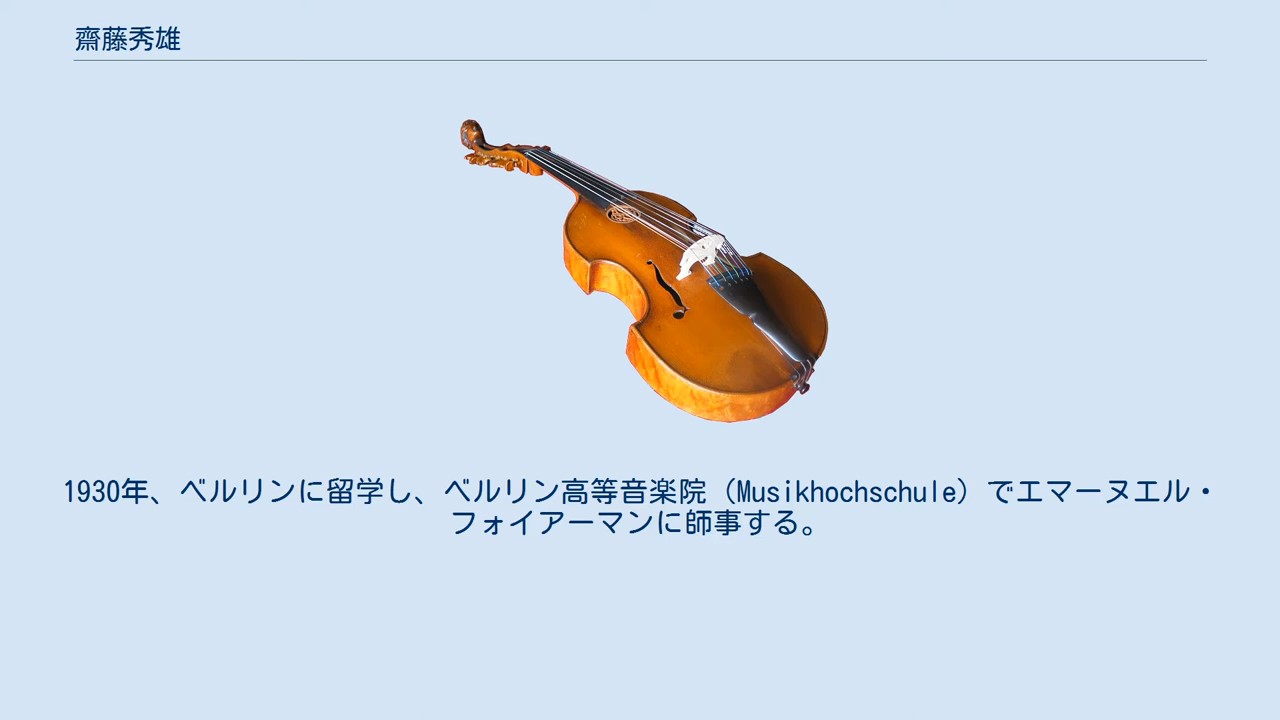 齋藤秀雄
1930年、ベルリンに留学し、ベルリン高等音楽院（Musikhochschule）でエマーヌエル・
フォイアーマンに師事する。